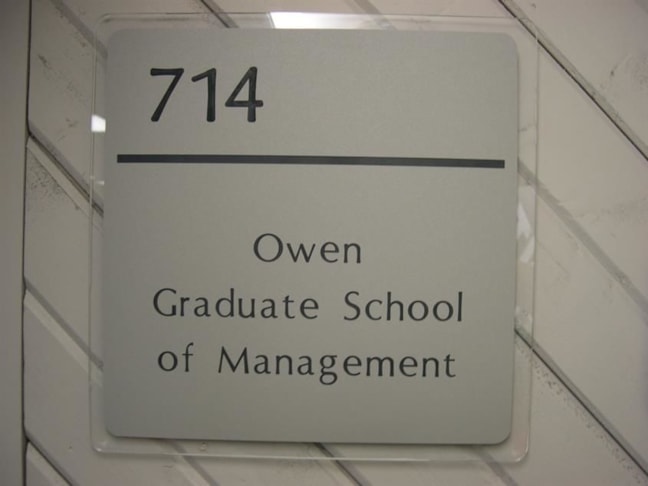 714
Owen
Graduate School
of Management